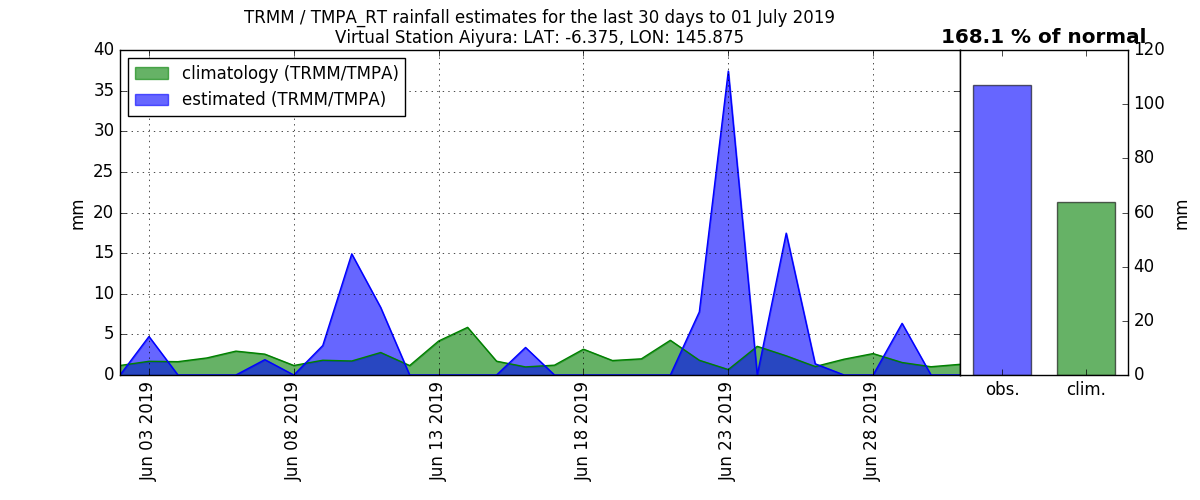 TRMM / TMPA_RT rainfall estimates for the last 30 days to 01 July 2019
Virtual Station Aiyura: LAT: -6.375, LON: 145.875
168.1 % of normal
climatology (TRMM/TMPA)
estimated (TRMM/TMPA)
mm
40
35
30
25
20
15
10
5
0
Jun 03 2019
Jun 08 2019
Jun 13 2019
Jun 18 2019
Jun 23 2019
Jun 28 2019
obs.
clim.
120
100
80
60
40
20
0
mm